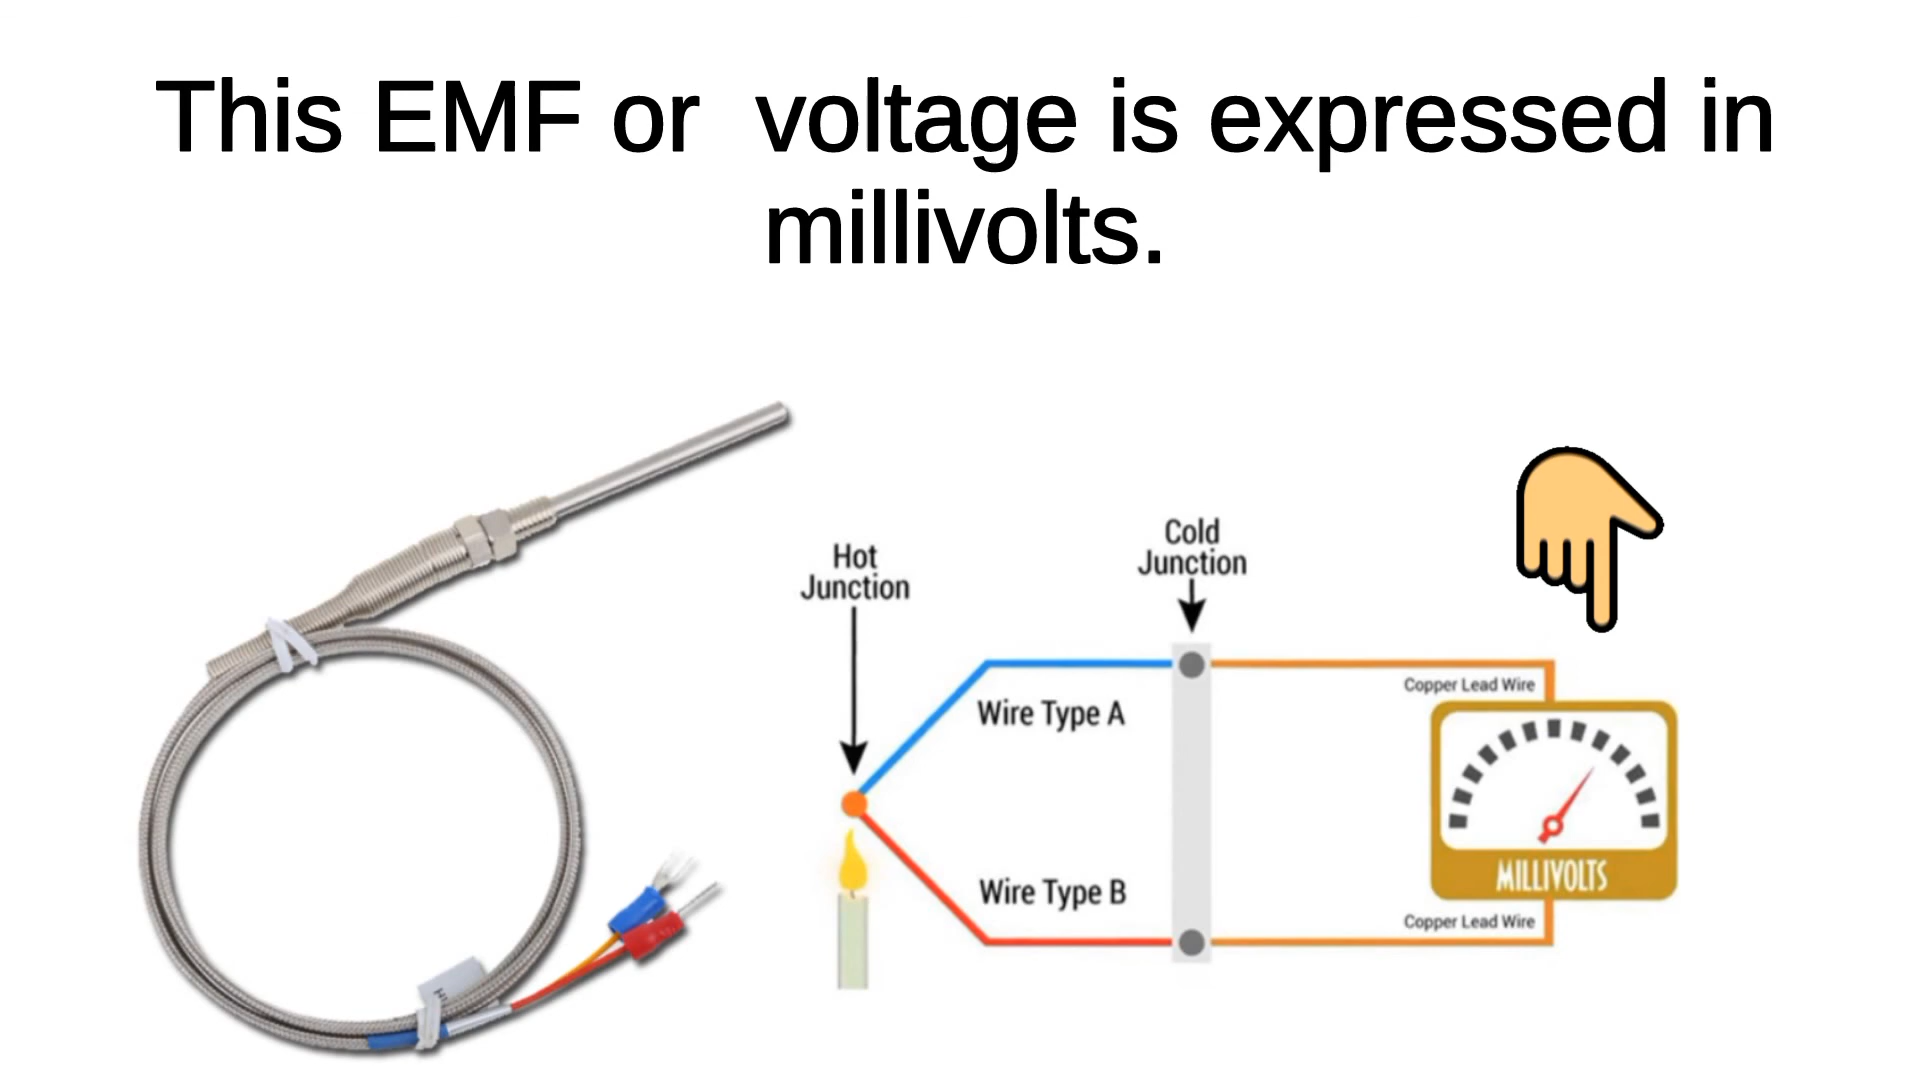 This EMF or  voltage is expressed in
millivolts.
Hot
Junction
Cold
Junction
Wire Type A
Wire Type B
Copper Lead Wire
MILLIVOLTS
Copper Lead Wire